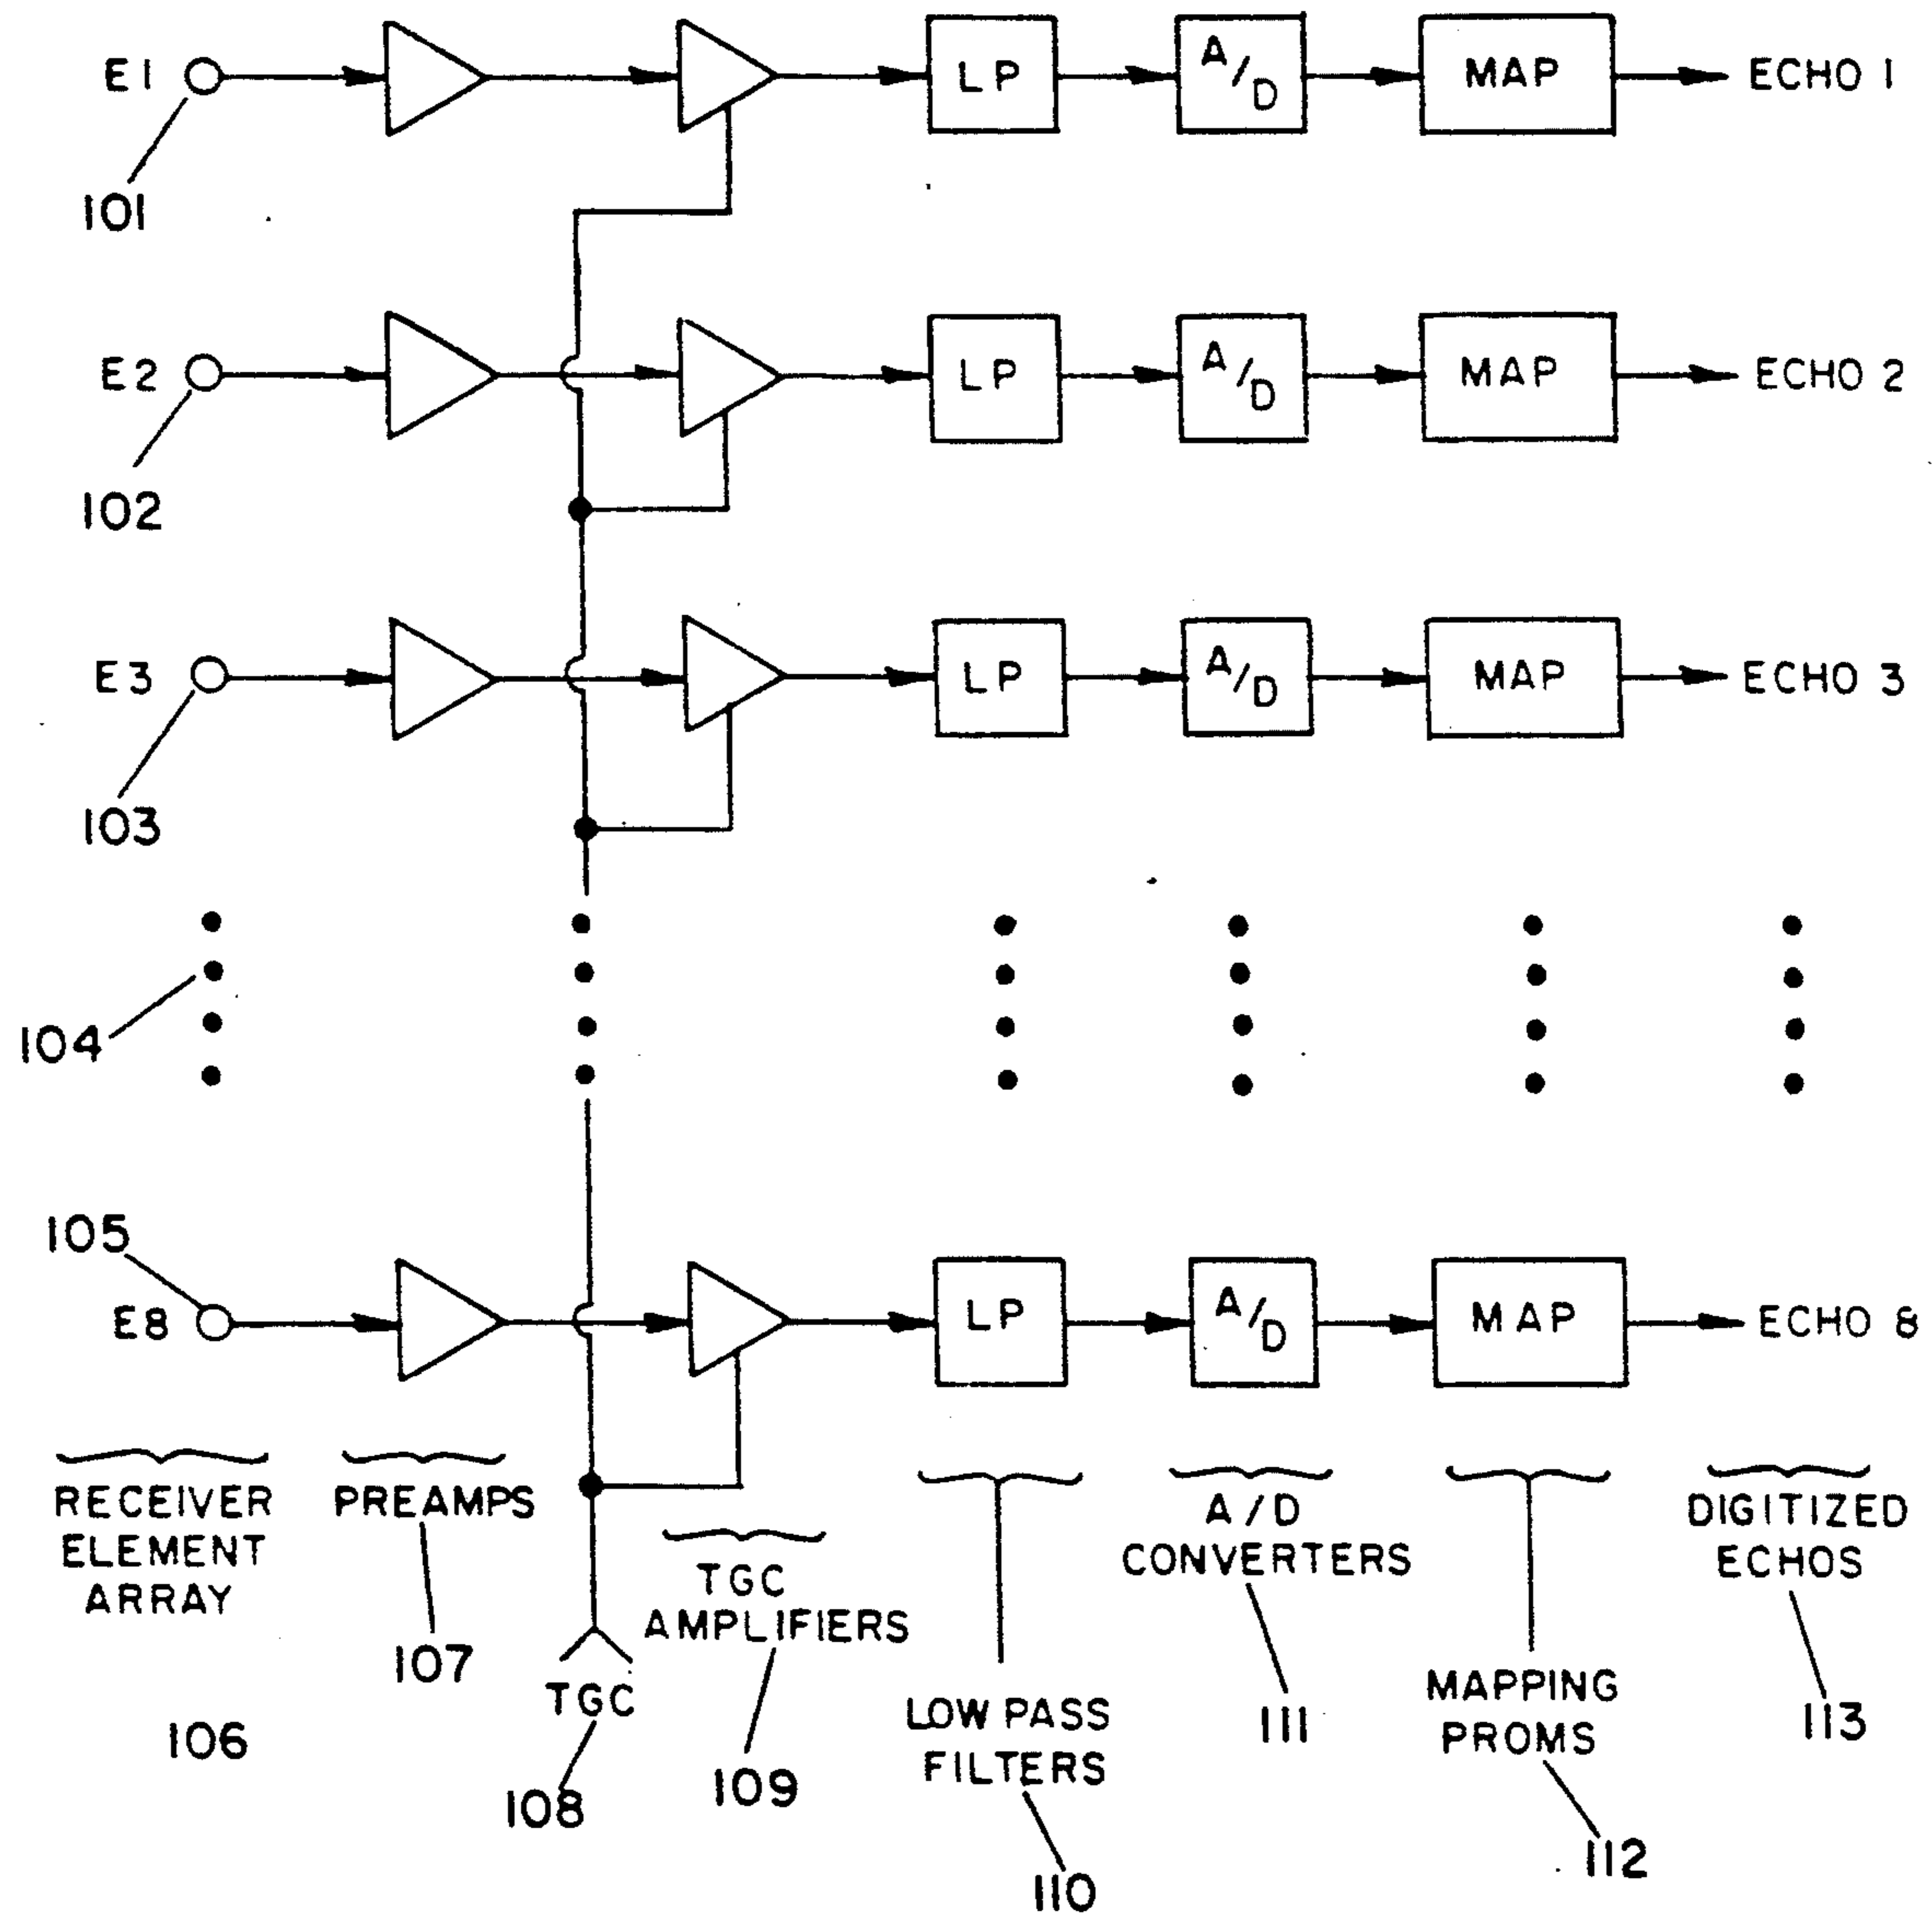 E1 LP A/D MAP ECHO 1
101
E2 LP A/D MAP ECHO 2
102
E3 LP A/D MAP ECHO 3
103
104
105
E8 LP A/D MAP ECHO 8
RECEIVER
ELEMENT
ARRAY
106
PREAMPS
107
TGC
108
TGC
AMPLIFIERS
109
LOW PASS
FILTERS
110
A/D
CONVERTERS
111
MAPPING
PROMS
112
DIGITIZED
ECHOS
113